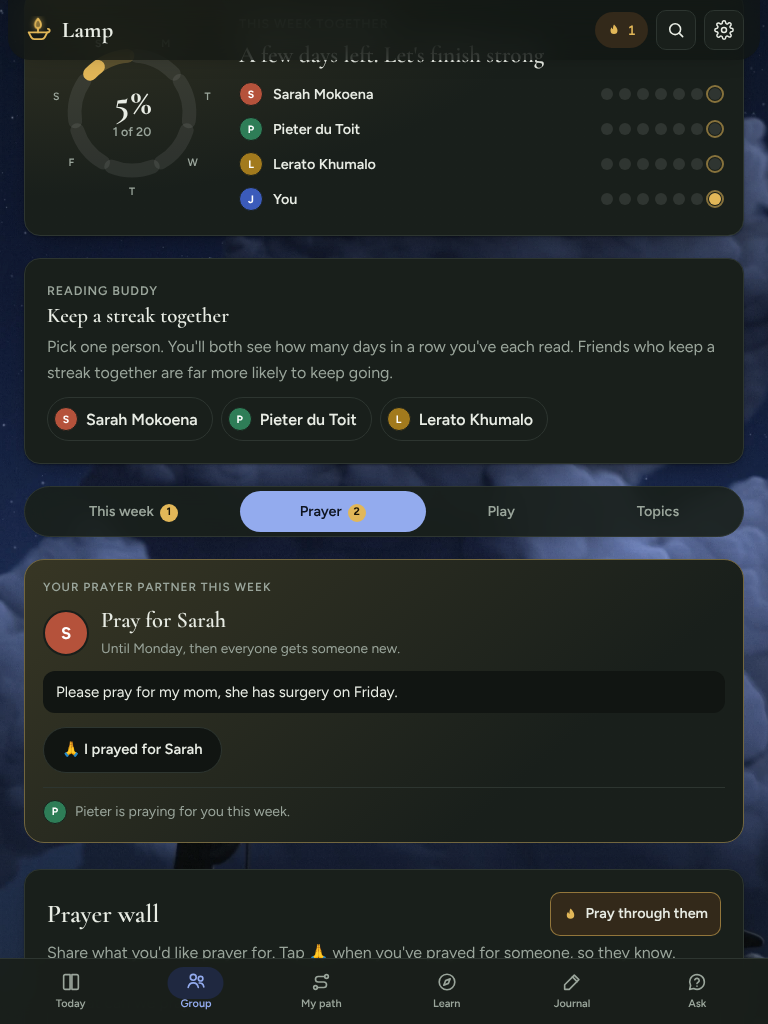 Lamp
1
THIS WEEK TOGETHER
A few days left. Let's finish strong
S
M
T
W
T
F
S
5%
1 of 20
S Sarah Mokoena
P Pieter du Toit
L Lerato Khumalo
J You
READING BUDDY
Keep a streak together
Pick one person. You'll both see how many days in a row you've each read. Friends who keep a
streak together are far more likely to keep going.
S Sarah Mokoena P Pieter du Toit L Lerato Khumalo
This week 1 Prayer 2 Play Topics
YOUR PRAYER PARTNER THIS WEEK
S
Pray for Sarah
Until Monday, then everyone gets someone new.
Please pray for my mom, she has surgery on Friday.
🙏 I prayed for Sarah
P Pieter is praying for you this week.
Prayer wall
Pray through them
Share what you'd like prayer for. Tap 🙏 when you've prayed for someone, so they know.
Today Group My path Learn Journal Ask